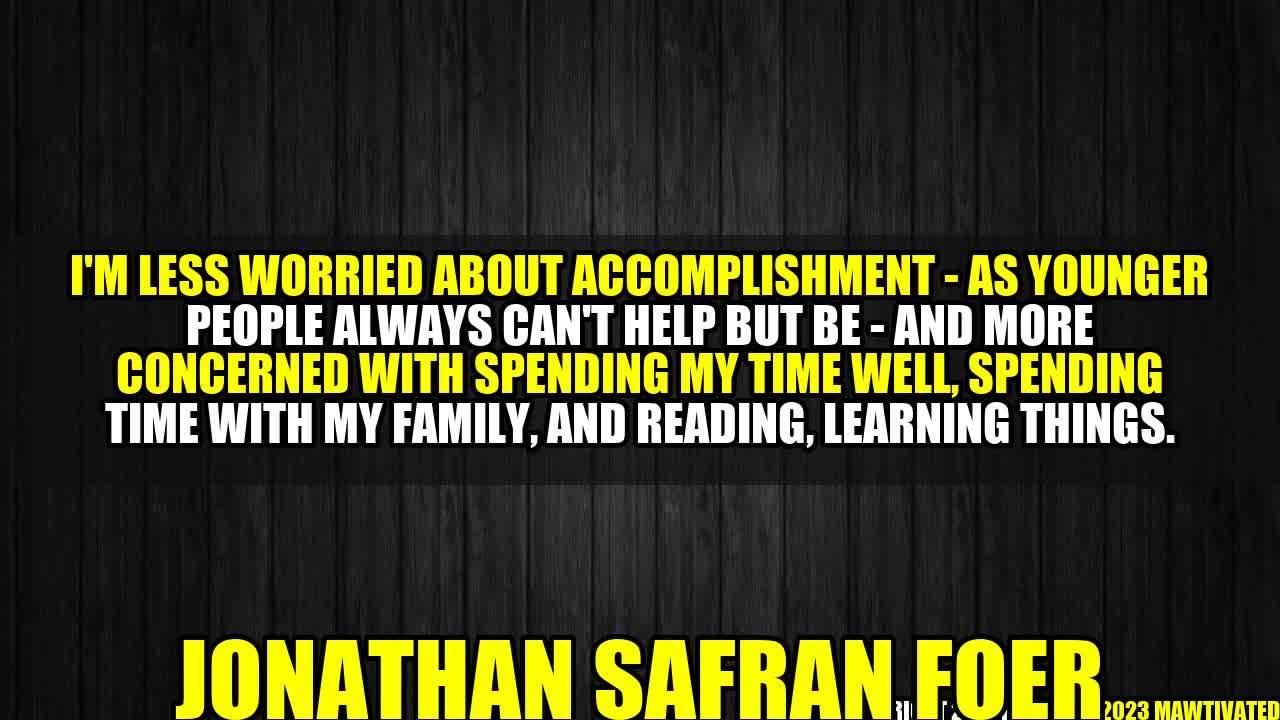 I'M LESS WORRIED ABOUT ACCOMPLISHMENT - AS YOUNGER
PEOPLE ALWAYS CAN'T HELP BUT BE - AND MORE
CONCERNED WITH SPENDING MY TIME WELL, SPENDING
TIME WITH MY FAMILY, AND READING, LEARNING THINGS.
JONATHAN SAFRAN FOER
2023 MAWTIVATED